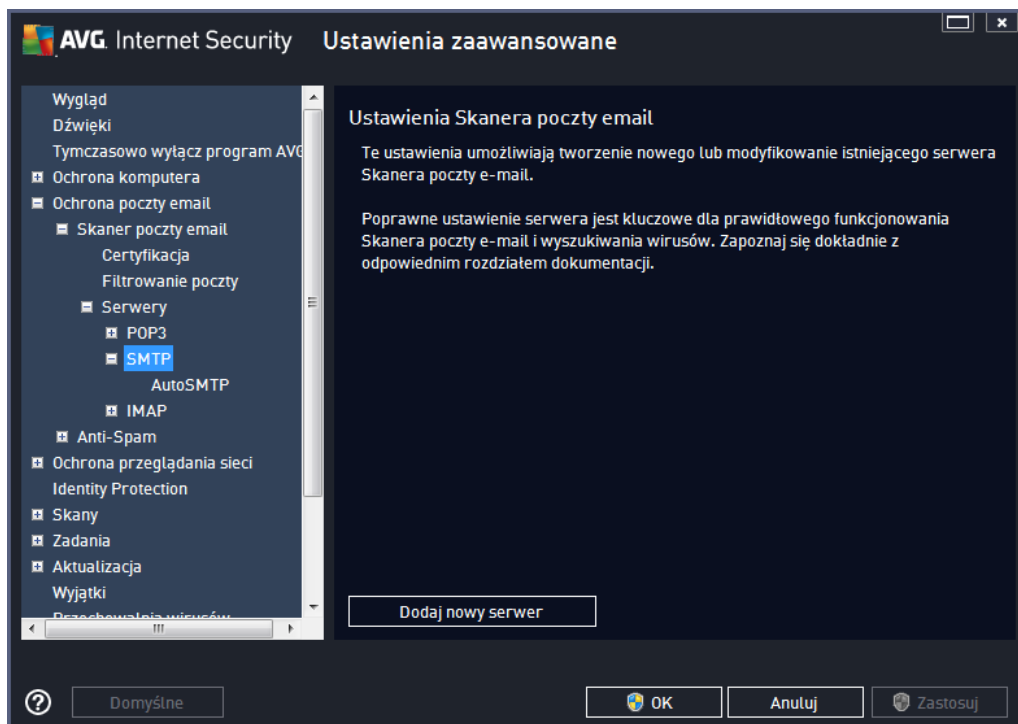 AVG. Internet Security Ustawienia zaawansowane
Wygląd
Dźwięki
Tymczasowo wyłącz program AVG
Ochrona komputera
Ochrona poczty email
Skaner poczty email
Certyfikacja
Filtrowanie poczty
Serwery
POP3
SMTP
AutoSMTP
IMAP
Anti-Spam
Ochrona przeglądania sieci
Identity Protection
Skany
Zadania
Aktualizacja
Wyjątki
Przechowalnia wirusów
Ustawienia Skanera poczty email
Te ustawienia umożliwiają tworzenie nowego lub modyfikowanie istniejącego serwera
Skanera poczty e-mail.
Poprawne ustawienie serwera jest kluczowe dla prawidłowego funkcjonowania
Skanera poczty e-mail i wyszukiwania wirusów. Zapoznaj się dokładnie z
odpowiednim rozdziałem dokumentacji.
Dodaj nowy serwer
Domyślne
OK
Anuluj
Zastosuj